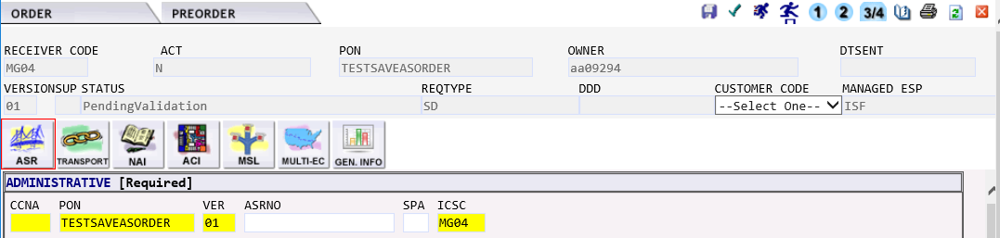 ORDER PREORDER 1 2 3/4
RECEIVER CODE ACT PON OWNER DTSENT
MG04 N TESTSAVEASORDER aa09294
VERSIONSUP STATUS REQTYPE DDD CUSTOMER CODE MANAGED ESP
01 PendingValidation SD --Select One-- ISF
ASR TRANSPORT NAI ACI MSL MULTI-EC GEN. INFO
ADMINISTRATIVE [Required]
CCNA PON VER ASRNO SPA ICSC
TESTSAVEASORDER 01 MG04